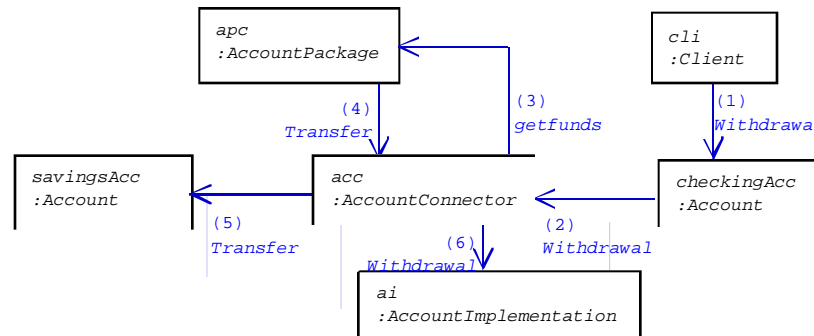 apc
:AccountPackage
cli
:Client
(4)
Transfer
(3)
getfunds
(1)
Withdrawal
savingsAcc
:Account
acc
:AccountConnector
checkingAcc
:Account
(5)
Transfer
(6)
Withdrawal
(2)
Withdrawal
ai
:AccountImplementation